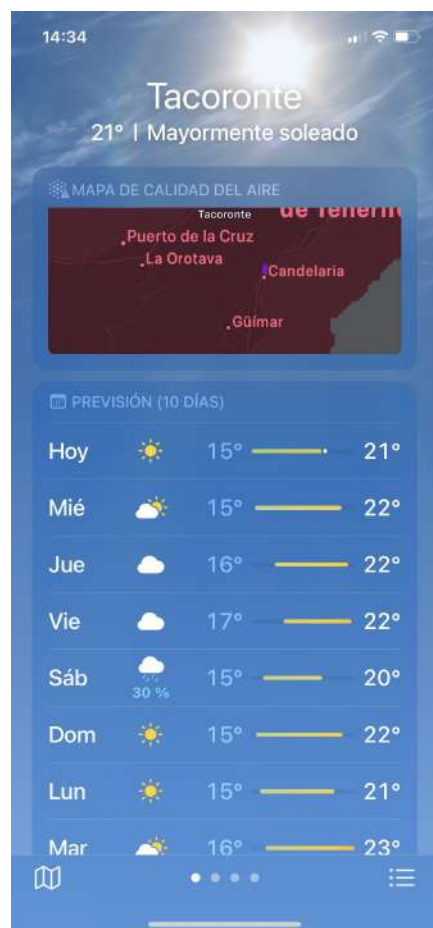 14:34
Tacoronte
21° | Mayormente soleado
MAPA DE CALIDAD DEL AIRE
Tacoronte
de Tenerife
Puerto de la Cruz
La Orotava
Candelaria
Güímar
PREVISIÓN (10 DÍAS)
Hoy 15° 21°
Mié 15° 22°
Jue 16° 22°
Vie 17° 22°
Sáb 30 % 15° 20°
Dom 15° 22°
Lun 15° 21°
Mar 16° 23°